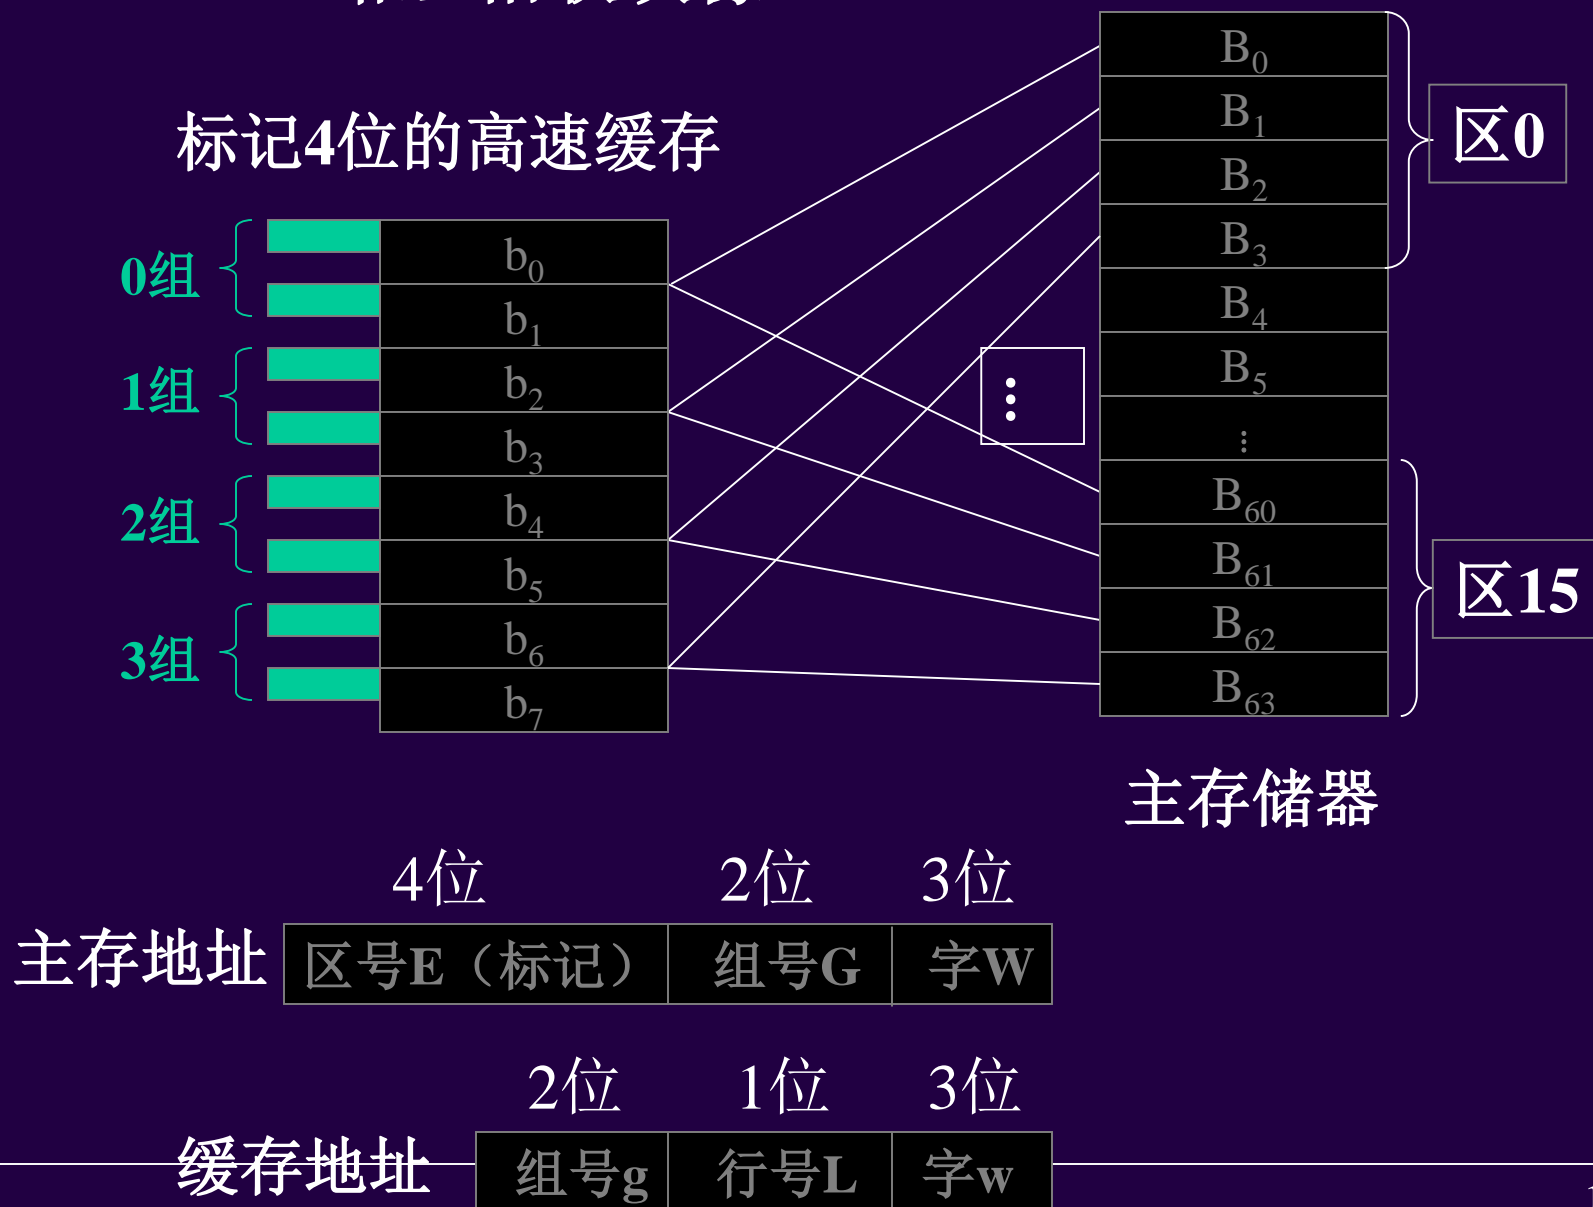 标记4位的高速缓存
0组
1组
2组
3组
b0
b1
b2
b3
b4
b5
b6
b7
⋮
B0
B1
B2
B3
B4
B5
⋮
B60
B61
B62
B63
区0
区15
主存储器
4位 2位 3位
主存地址 区号E（标记） 组号G 字W
2位 1位 3位
缓存地址 组号g 行号L 字w